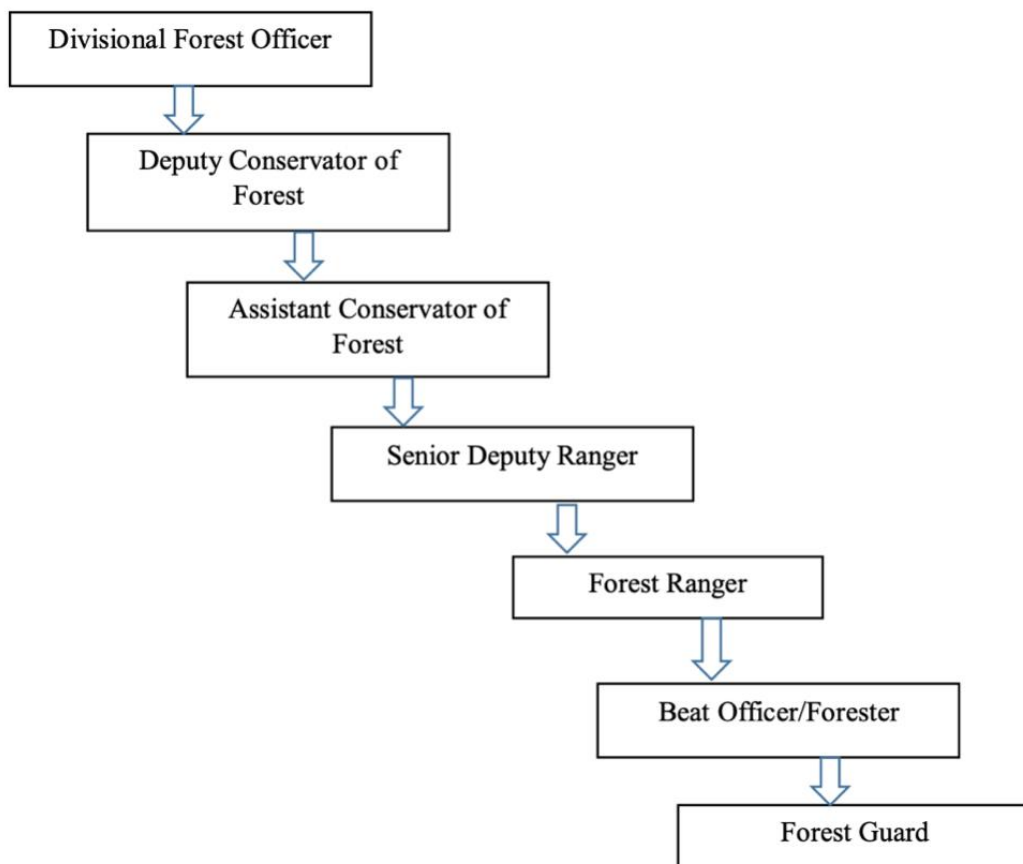 Divisional Forest Officer
Deputy Conservator of
Forest
Assistant Conservator of
Forest
Senior Deputy Ranger
Forest Ranger
Beat Officer/Forester
Forest Guard